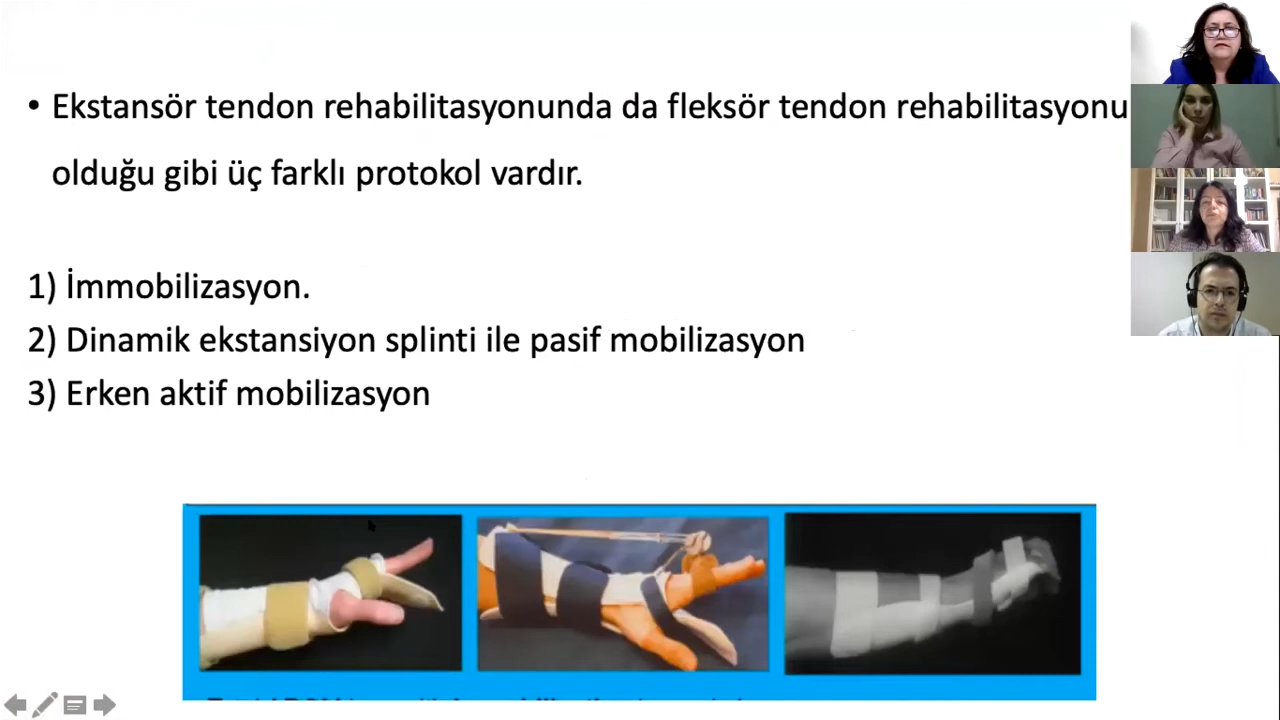 • Ekstansör tendon rehabilitasyonunda da fleksör tendon rehabilitasyonu
olduğu gibi üç farklı protokol vardır.
1) İmmobilizasyon.
2) Dinamik ekstansiyon splinti ile pasif mobilizasyon
3) Erken aktif mobilizasyon